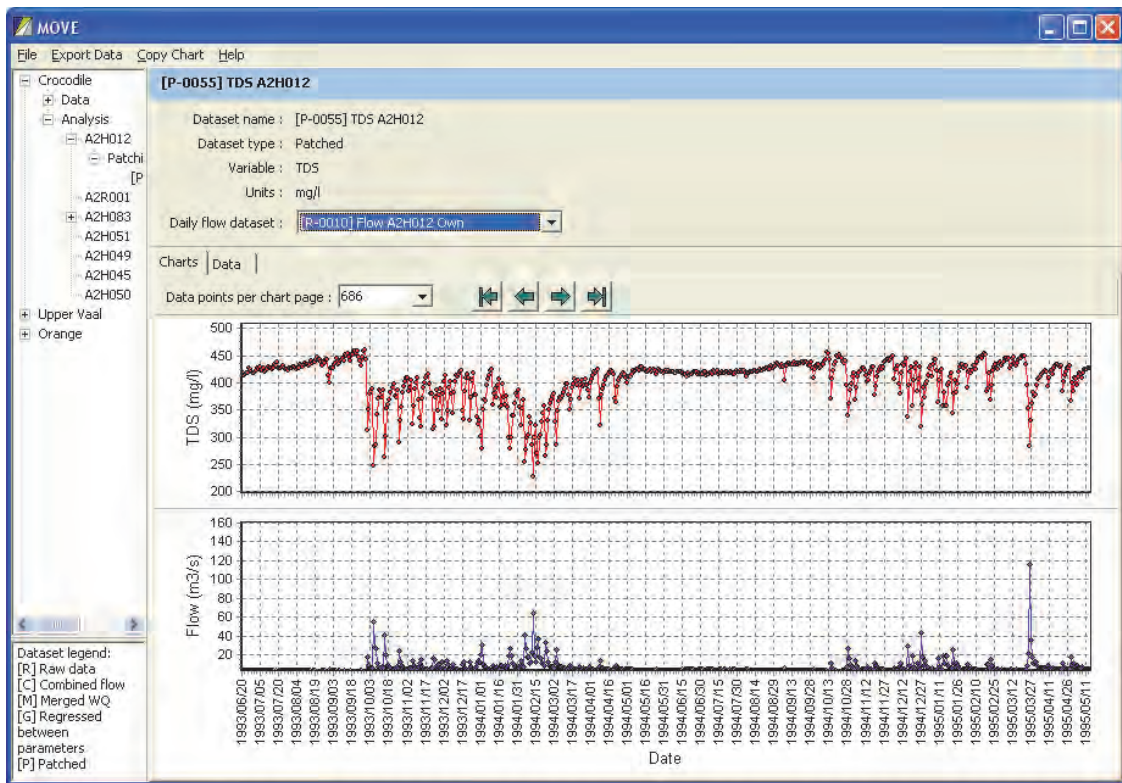 MOVE
File Export Data Copy Chart Help
Crocodile
Data
Analysis
A2H012
Patchi
[P
A2R001
A2H083
A2H051
A2H049
A2H045
A2H050
Upper Vaal
Orange
Dataset legend:
[R] Raw data
[C] Combined flow
[M] Merged WQ
[G] Regressed
between
parameters
[P] Patched
[P-0055] TDS A2H012
Dataset name : [P-0055] TDS A2H012
Dataset type : Patched
Variable : TDS
Units : mg/l
Daily flow dataset : [R-0010] Flow A2H012 Own
Charts Data
Data points per chart page : 686
TDS (mg/l)
500
450
400
350
300
250
200
Flow (m3/s)
160
140
120
100
80
60
40
20
1993/06/20
1993/07/05
1993/07/20
1993/08/04
1993/08/19
1993/09/03
1993/09/18
1993/10/03
1993/10/18
1993/11/02
1993/11/17
1993/12/02
1993/12/17
1994/01/01
1994/01/16
1994/01/31
1994/02/15
1994/03/02
1994/03/17
1994/04/01
1994/04/16
1994/05/01
1994/05/16
1994/05/31
1994/06/15
1994/06/30
1994/07/15
1994/07/30
1994/08/14
1994/08/29
1994/09/13
1994/09/28
1994/10/13
1994/10/28
1994/11/12
1994/11/27
1994/12/12
1994/12/27
1995/01/11
1995/01/26
1995/02/10
1995/02/25
1995/03/12
1995/03/27
1995/04/11
1995/04/26
1995/05/11
Date